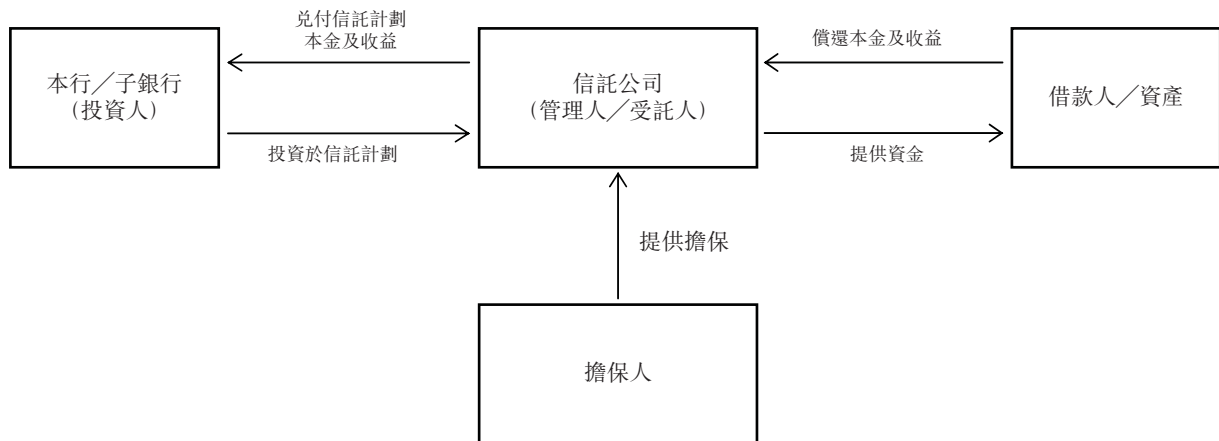 兑付信託計劃
本金及收益
償還本金及收益
本行／子銀行
（投資人）
信託公司
（管理人／受託人）
借款人／資產
投資於信託計劃
提供資金
提供擔保
擔保人